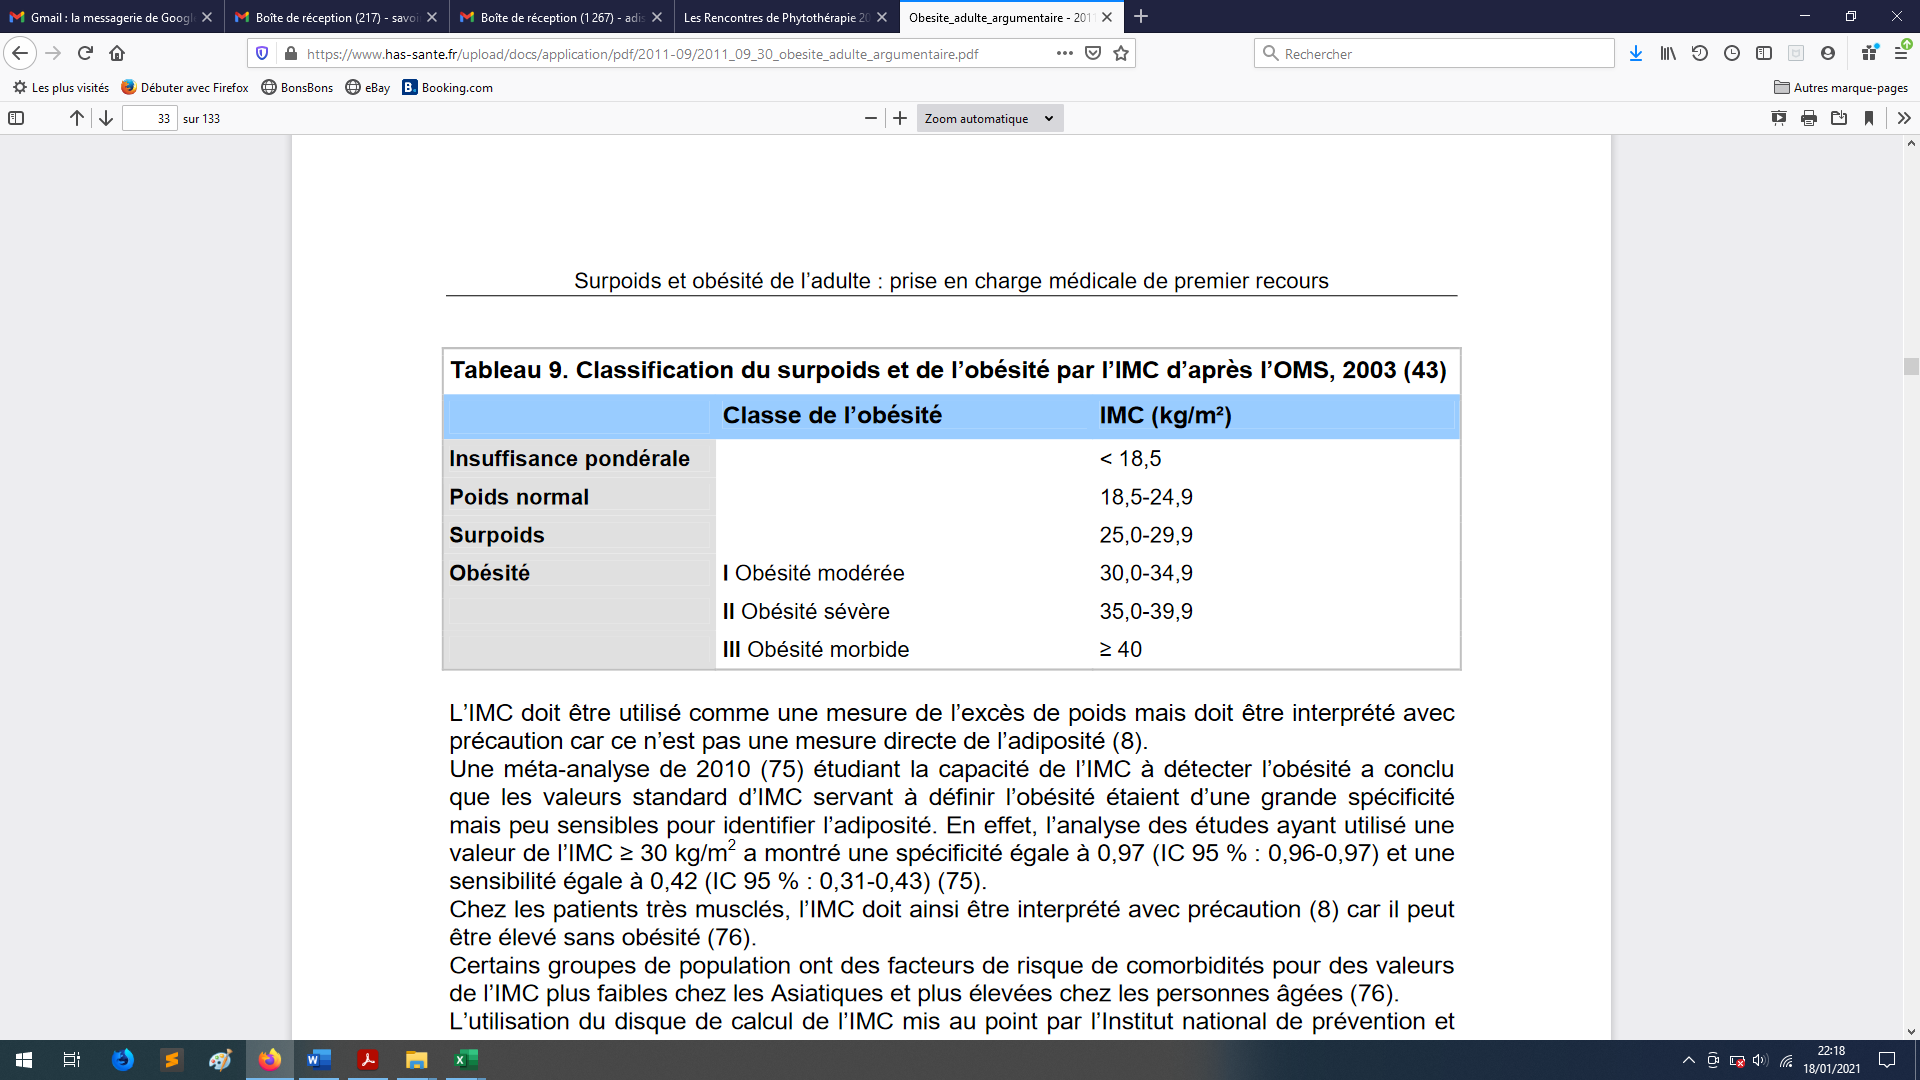 Gmail : la messagerie de Googl
Boîte de réception (217) - savoi
Boîte de réception (1 267) - adis
Les Rencontres de Phytothérapie 20
Obesite_adulte_argumentaire - 2011
https://www.has-sante.fr/upload/docs/application/pdf/2011-09/2011_09_30_obesite_adulte_argumentaire.pdf
Rechercher
Les plus visités
Débuter avec Firefox
BonsBons
eBay
B.
Booking.com
Autres marque-pages
33 sur 133
Zoom automatique
Surpoids et obésité de l’adulte : prise en charge médicale de premier recours
Tableau 9. Classification du surpoids et de l’obésité par l’IMC d’après l’OMS, 2003 (43)
Classe de l’obésité IMC (kg/m²)
Insuffisance pondérale < 18,5
Poids normal 18,5-24,9
Surpoids 25,0-29,9
Obésité I Obésité modérée 30,0-34,9
II Obésité sévère 35,0-39,9
III Obésité morbide ≥ 40
L’IMC doit être utilisé comme une mesure de l’excès de poids mais doit être interprété avec
précaution car ce n’est pas une mesure directe de l’adiposité (8).
Une méta-analyse de 2010 (75) étudiant la capacité de l’IMC à détecter l’obésité a conclu
que les valeurs standard d’IMC servant à définir l’obésité étaient d’une grande spécificité
mais peu sensibles pour identifier l’adiposité. En effet, l’analyse des études ayant utilisé une
valeur de l’IMC ≥ 30 kg/m² a montré une spécificité égale à 0,97 (IC 95 % : 0,96-0,97) et une
sensibilité égale à 0,42 (IC 95 % : 0,31-0,43) (75).
Chez les patients très musclés, l’IMC doit ainsi être interprété avec précaution (8) car il peut
être élevé sans obésité (76).
Certains groupes de population ont des facteurs de risque de comorbidités pour des valeurs
de l’IMC plus faibles chez les Asiatiques et plus élevées chez les personnes âgées (76).
L’utilisation du disque de calcul de l’IMC mis au point par l’Institut national de prévention et
22:18
18/01/2021